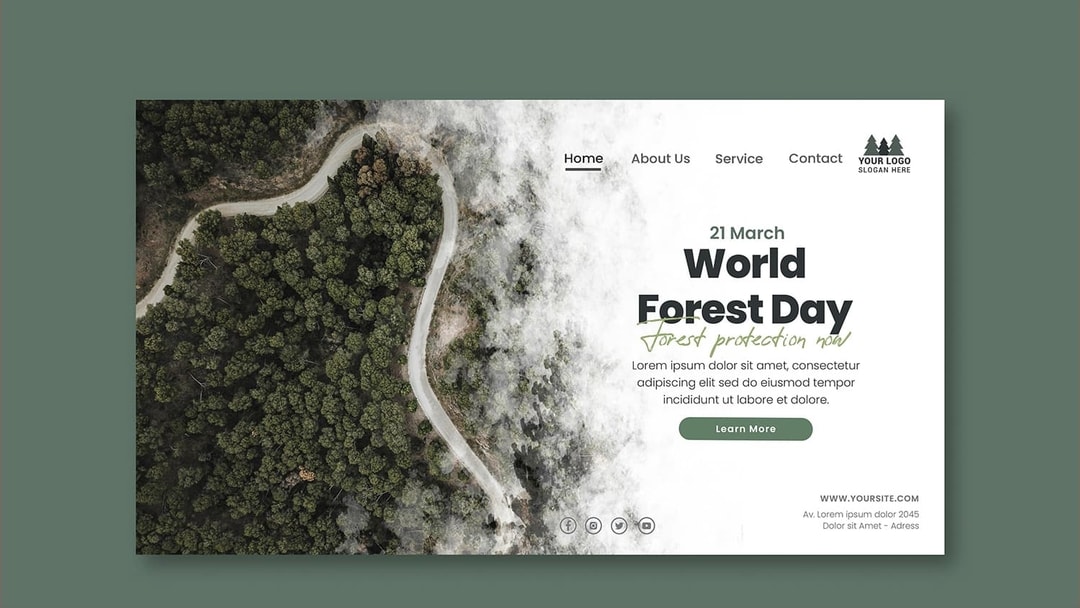 Home About Us Service Contact
YOUR LOGO
SLOGAN HERE
21 March
World
Forest Day
Forest protection now
Lorem ipsum dolor sit amet, consectetur
adipiscing elit sed do eiusmod tempor
incididunt ut labore et dolore.
Learn More
WWW.YOURSITE.COM
Av. Lorem ipsum dolor 2045
Dolor sit Amet - Adress